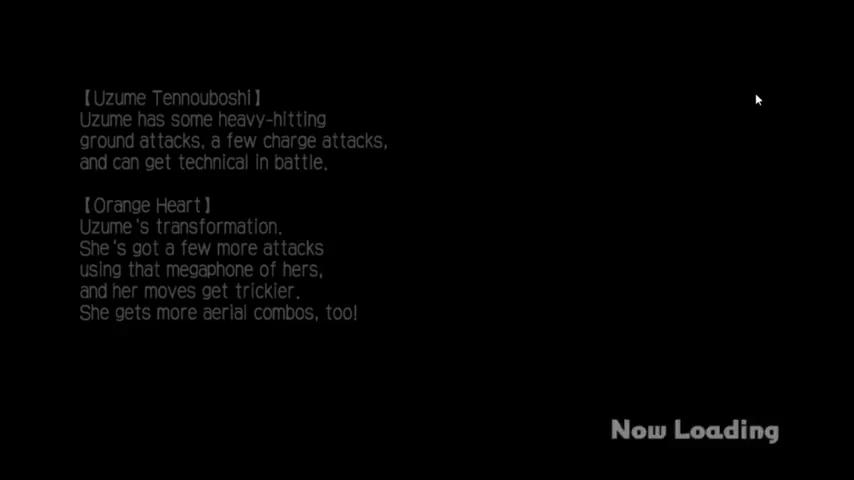 【Uzume Tennouboshi】
Uzume has some heavy-hitting
ground attacks, a few charge attacks,
and can get technical in battle.
【Orange Heart】
Uzume's transformation.
She's got a few more attacks
using that megaphone of hers,
and her moves get trickier.
She gets more aerial combos, too!
Now Loading